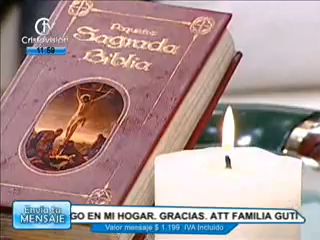 Cristovisión
11:50
Pequeña
Sagrada
Biblia
Envía tu
MENSAJE
GO EN MI HOGAR. GRACIAS. ATT FAMILIA GUTI
Valor mensaje $ 1.199 IVA Incluido